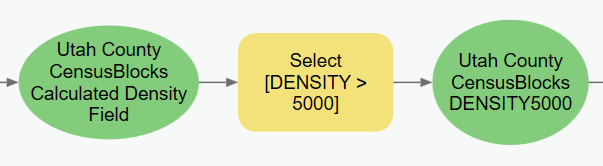 Utah County
CensusBlocks
Calculated Density
Field
Select
[DENSITY >
5000]
Utah County
CensusBlocks
DENSITY5000